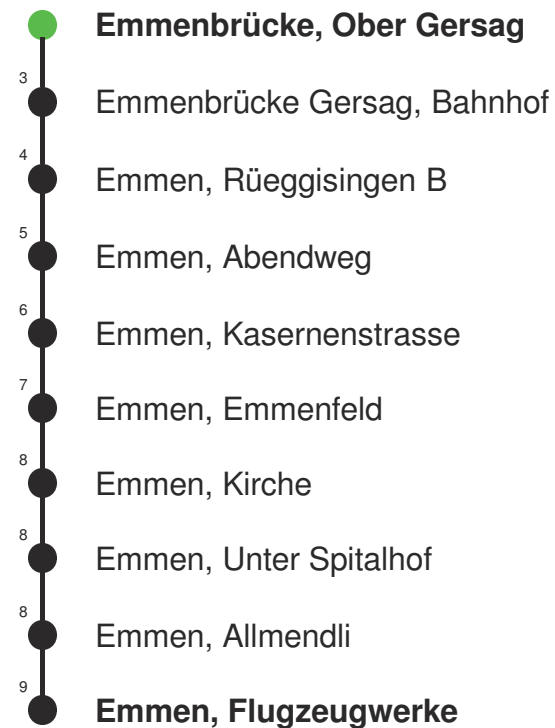 Emmenbrücke, Ober Gersag
3
Emmenbrücke Gersag, Bahnhof
4
Emmen, Rüeggisingen B
5
Emmen, Abendweg
6
Emmen, Kasernenstrasse
7
Emmen, Emmenfeld
8
Emmen, Kirche
8
Emmen, Unter Spitalhof
8
Emmen, Allmendli
9
Emmen, Flugzeugwerke